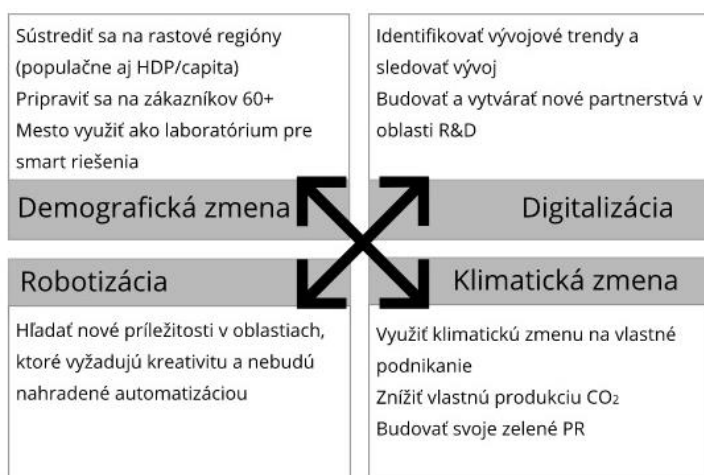 Sústrediť sa na rastové regióny
(populačne aj HDP/capita)
Pripraviť sa na zákazníkov 60+
Mesto využiť ako laboratórium pre
smart riešenia
Demografická zmena
Identifikovať vývojové trendy a
sledovať vývoj
Budovať a vytvárať nové partnerstvá v
oblasti R&D
Digitalizácia
Robotizácia
Hľadať nové príležitosti v oblastiach,
ktoré vyžadujú kreativitu a nebudú
nahradené automatizáciou
Klimatická zmena
Využiť klimatickú zmenu na vlastné
podnikanie
Znížiť vlastnú produkciu CO₂
Budovať svoje zelené PR